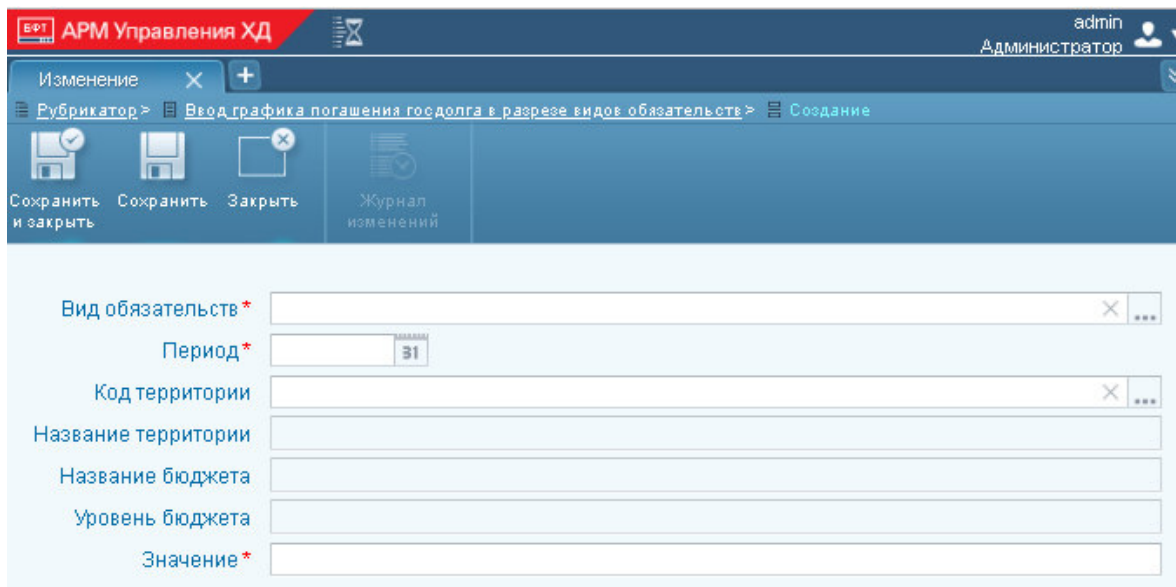 БФТ АРМ Управления ХД
admin
Администратор
Изменение
Рубрикатор > Ввод графика погашения госдолга в разрезе видов обязательств > Создание
Сохранить и закрыть
Сохранить
Закрыть
Журнал изменений
Вид обязательств*
Период* 31
Код территории ...
Название территории
Название бюджета
Уровень бюджета
Значение*